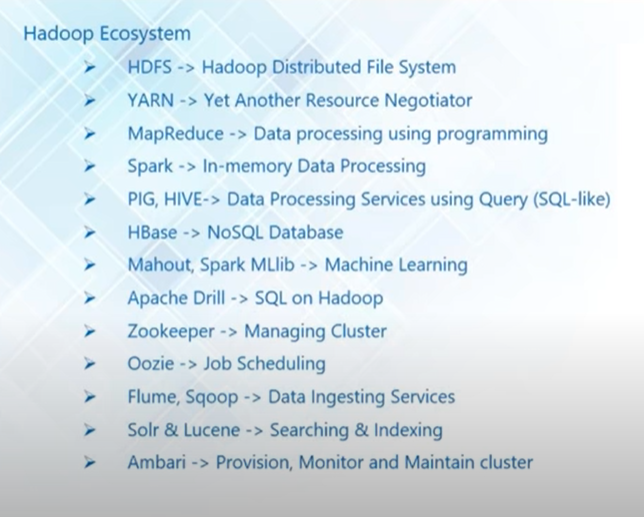 Hadoop Ecosystem
➤ HDFS -> Hadoop Distributed File System
➤ YARN -> Yet Another Resource Negotiator
➤ MapReduce -> Data processing using programming
➤ Spark -> In-memory Data Processing
➤ PIG, HIVE-> Data Processing Services using Query (SQL-like)
➤ HBase -> NoSQL Database
➤ Mahout, Spark MLlib -> Machine Learning
➤ Apache Drill -> SQL on Hadoop
➤ Zookeeper -> Managing Cluster
➤ Oozie -> Job Scheduling
➤ Flume, Sqoop -> Data Ingesting Services
➤ Solr & Lucene -> Searching & Indexing
➤ Ambari -> Provision, Monitor and Maintain cluster